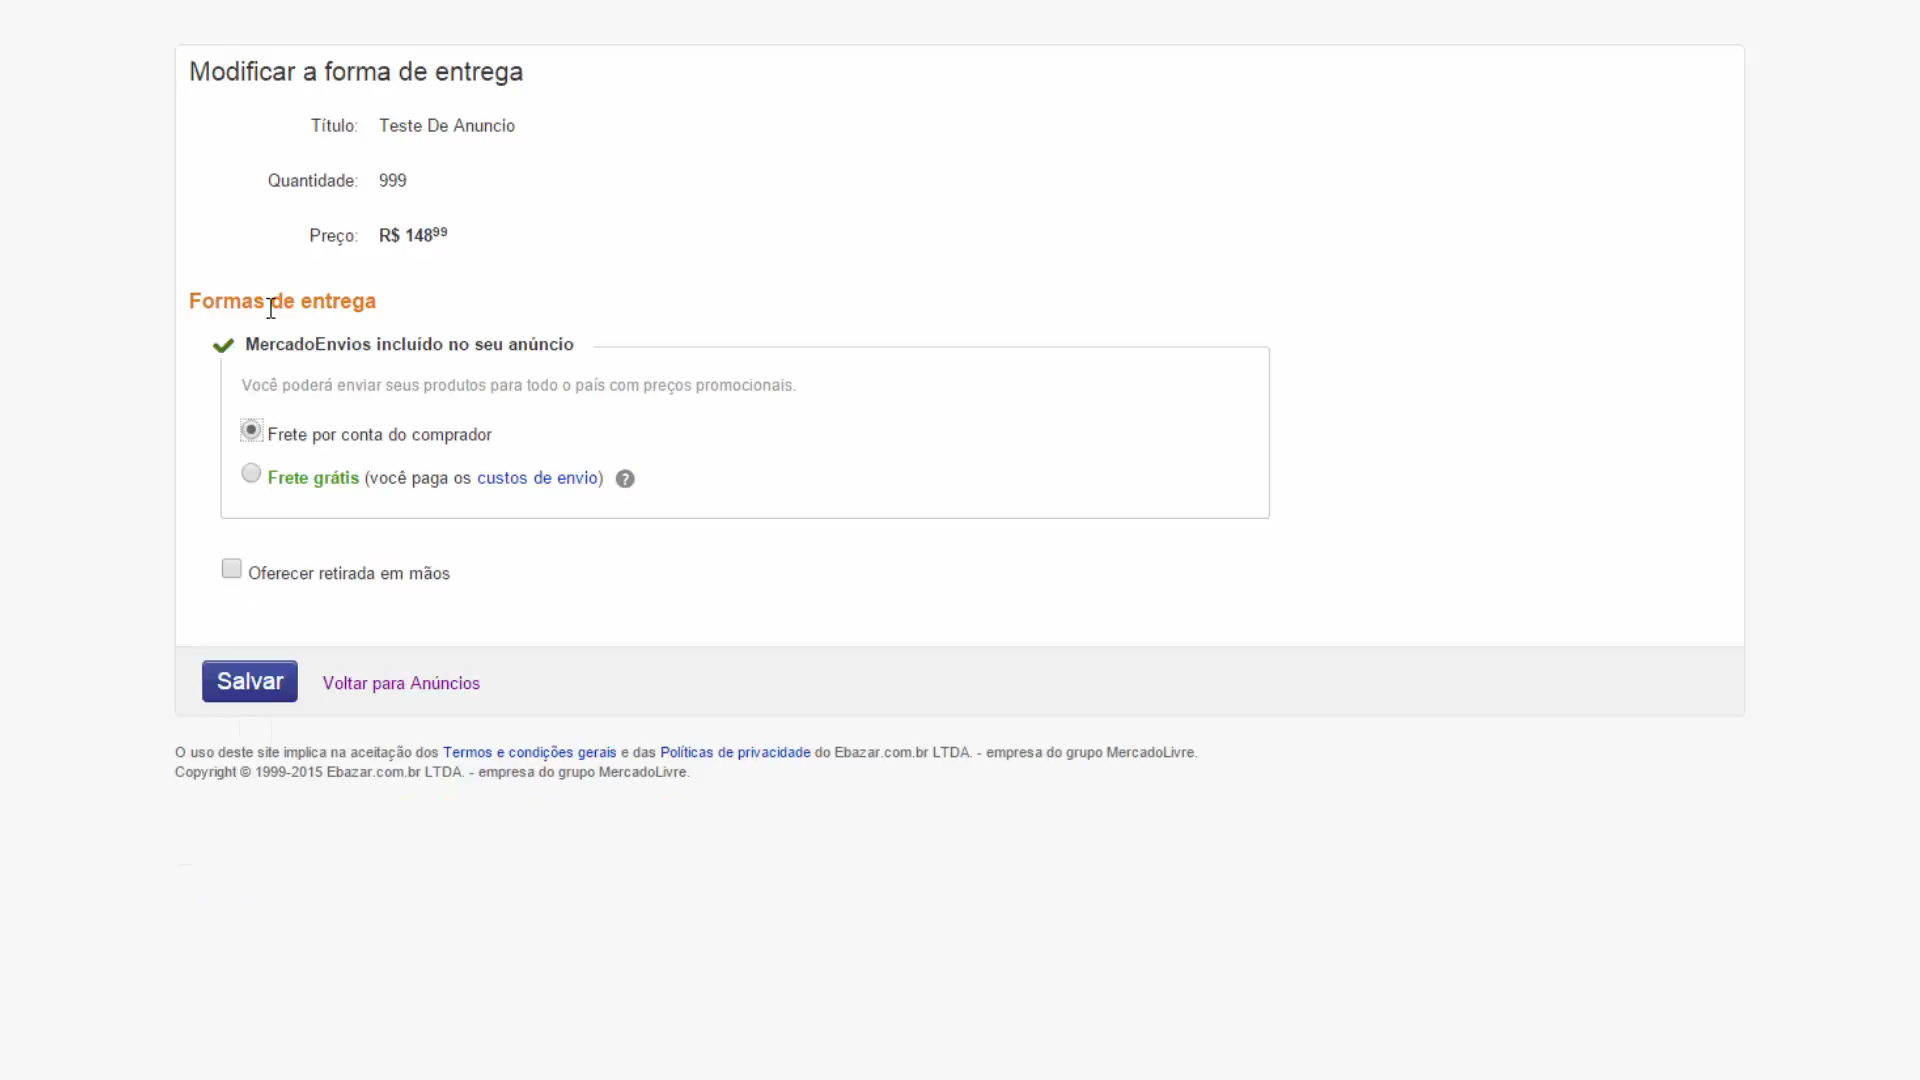 Modificar a forma de entrega
Título: Teste De Anuncio
Quantidade: 999
Preço: R$ 148⁹⁹
Formas de entrega
MercadoEnvios incluído no seu anúncio
Você poderá enviar seus produtos para todo o país com preços promocionais.
Frete por conta do comprador
Frete grátis (você paga os custos de envio) ?
Oferecer retirada em mãos
Salvar Voltar para Anúncios
O uso deste site implica na aceitação dos Termos e condições gerais e das Políticas de privacidade do Ebazar.com.br LTDA. - empresa do grupo MercadoLivre.
Copyright © 1999-2015 Ebazar.com.br LTDA. - empresa do grupo MercadoLivre.